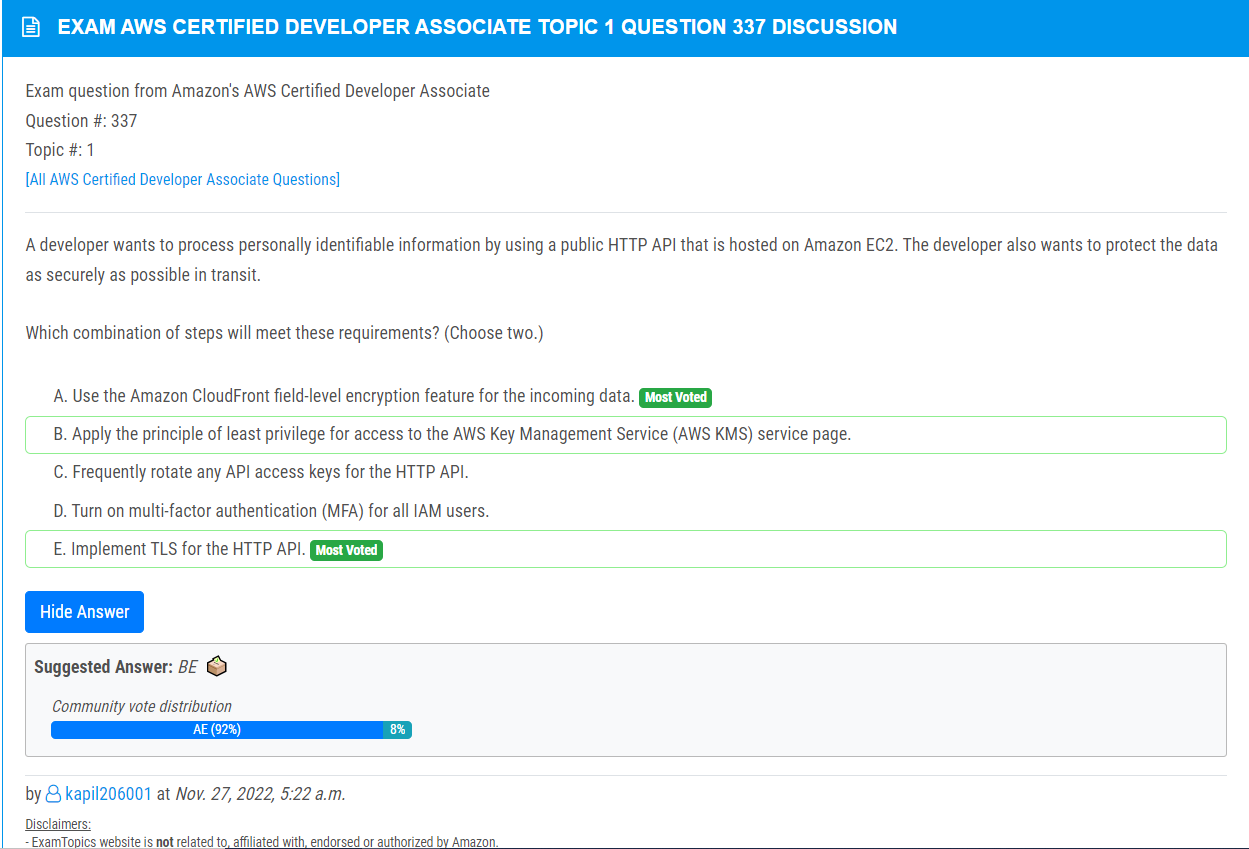 EXAM AWS CERTIFIED DEVELOPER ASSOCIATE TOPIC 1 QUESTION 337 DISCUSSION
Exam question from Amazon's AWS Certified Developer Associate
Question #: 337
Topic #: 1
[All AWS Certified Developer Associate Questions]
A developer wants to process personally identifiable information by using a public HTTP API that is hosted on Amazon EC2. The developer also wants to protect the data
as securely as possible in transit.
Which combination of steps will meet these requirements? (Choose two.)
A. Use the Amazon CloudFront field-level encryption feature for the incoming data. Most Voted
B. Apply the principle of least privilege for access to the AWS Key Management Service (AWS KMS) service page.
C. Frequently rotate any API access keys for the HTTP API.
D. Turn on multi-factor authentication (MFA) for all IAM users.
E. Implement TLS for the HTTP API. Most Voted
Hide Answer
Suggested Answer: BE
Community vote distribution
AE (92%) 8%
by kapil206001 at Nov. 27, 2022, 5:22 a.m.
Disclaimers:
- ExamTopics website is not related to, affiliated with, endorsed or authorized by Amazon.